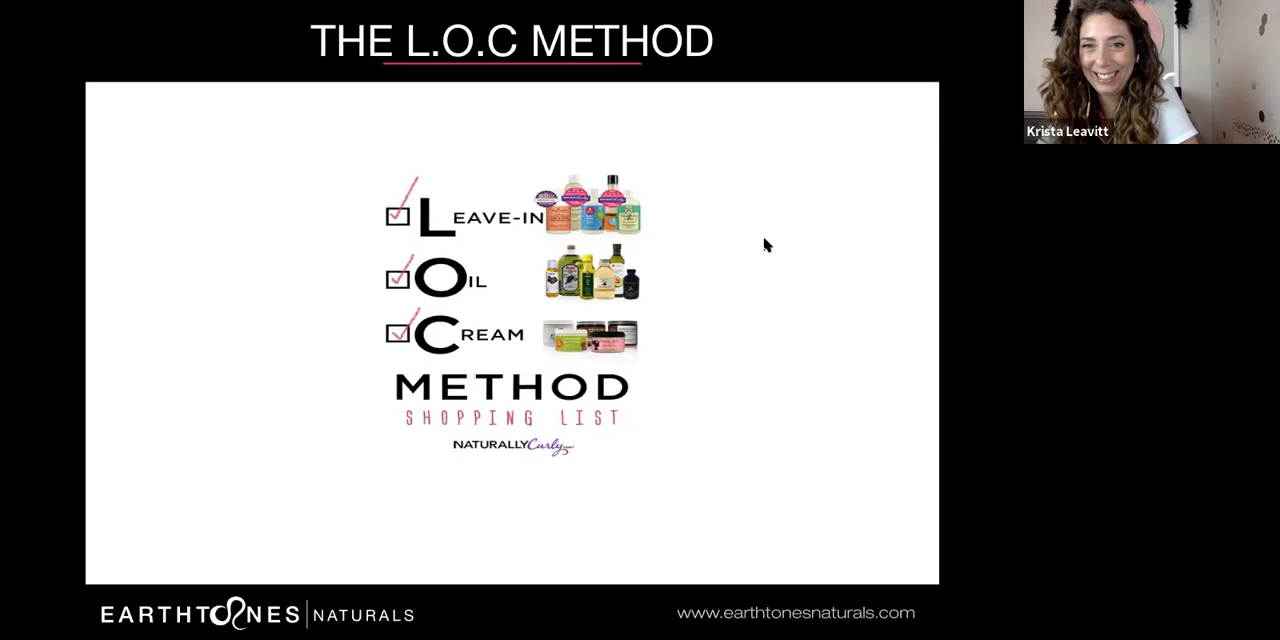 THE L.O.C METHOD
Krista Leavitt
LEAVE-IN
OIL
CREAM
METHOD
SHOPPING LIST
NATURALLYCurly
EARTHTONES NATURALS
www.earthtonesnaturals.com